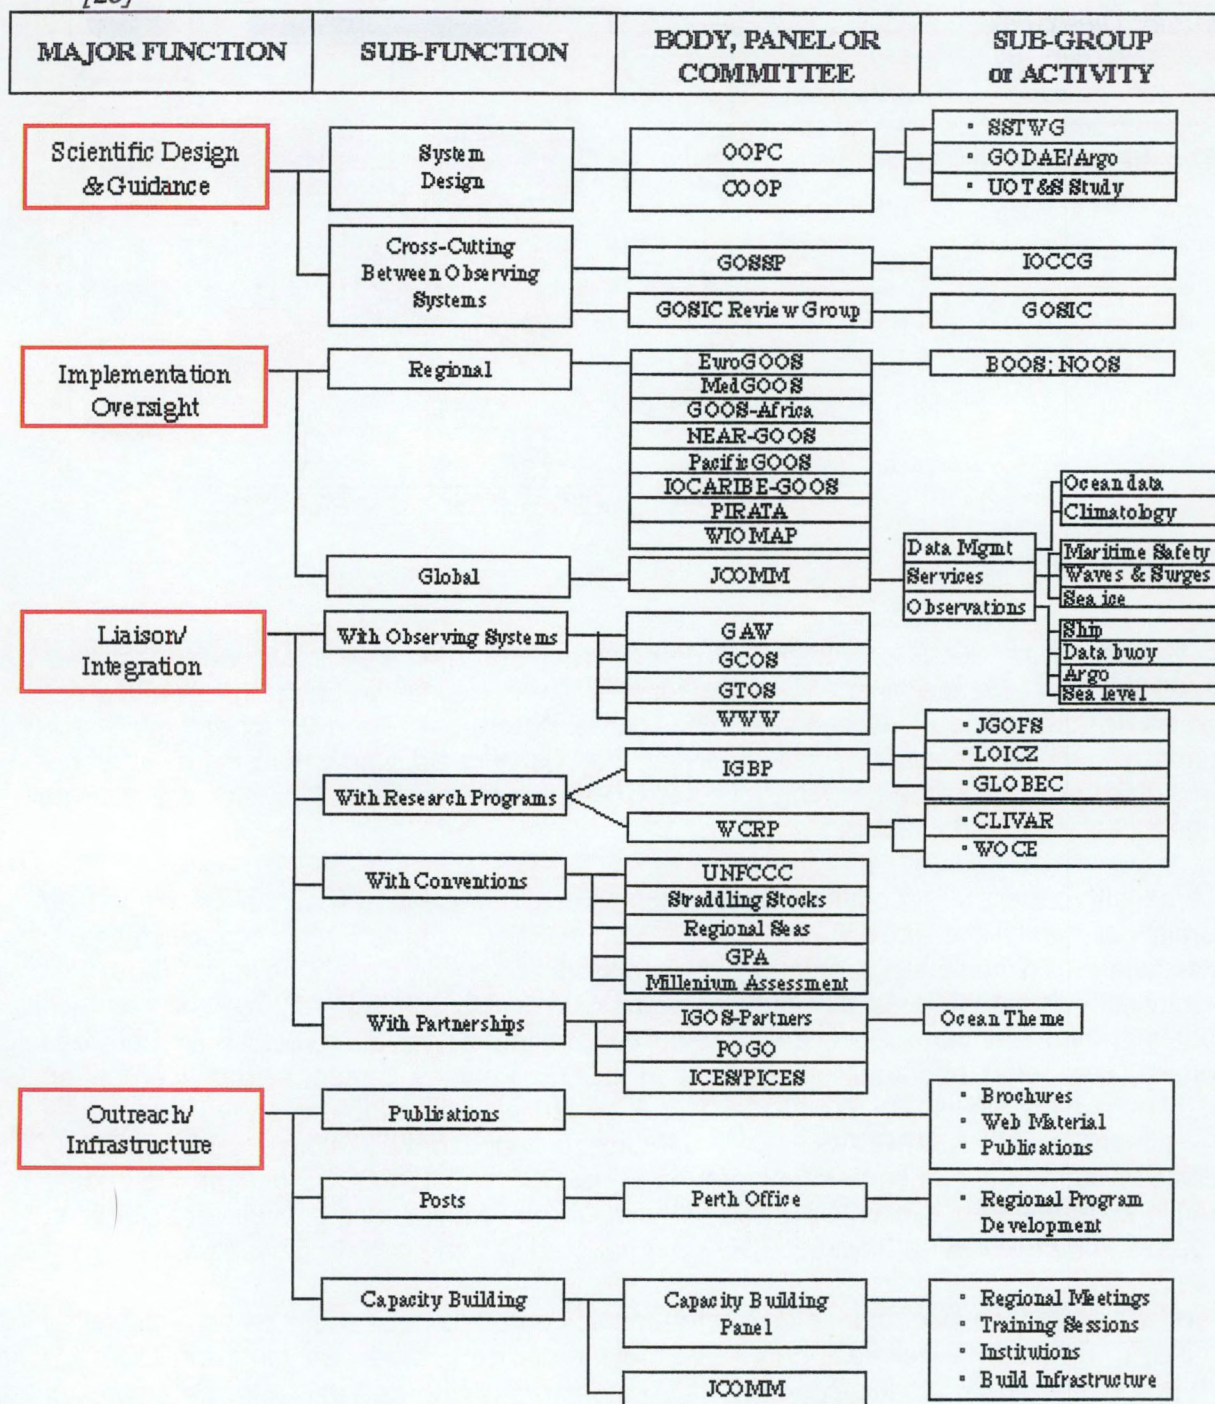 MAJOR FUNCTION
SUB-FUNCTION
BODY, PANEL OR
COMMITTEE
SUB-GROUP
or ACTIVITY
Scientific Design
& Guidance
System
Design
OOPC
COOP
• SSTWG
• GODAE/Argo
• UOT&S Study
Cross-Cutting
Between Observing
Systems
GOSSP
IOCCG
GOSIC Review Group
GOSIC
Implementation
Oversight
Regional
EuroGOOS
MedGOOS
GOOS-Africa
NEAR-GOOS
PacificGOOS
IOCARIBE-GOOS
PIRATA
WIOMAP
BOOS; NOOS
Global
JCOMM
Data Mgmt
Services
Observations
Ocean data
Climatology
Maritime Safety
Waves & Surges
Sea ice
Ship
Data buoy
Argo
Sea level
Liaison/
Integration
With Observing Systems
GAW
GCOS
GTOS
WWW
With Research Programs
IGBP
• JGOFS
• LOICZ
• GLOBEC
WCRP
• CLIVAR
• WOCE
With Conventions
UNFCCC
Straddling Stocks
Regional Seas
GPA
Millenium Assessment
With Partnerships
IGOS-Partners
POGO
ICES/PICES
Ocean Theme
Outreach/
Infrastructure
Publications
• Brochures
• Web Material
• Publications
Posts
Perth Office
• Regional Program
Development
Capacity Building
Capacity Building
Panel
JCOMM
• Regional Meetings
• Training Sessions
• Institutions
• Build Infrastructure